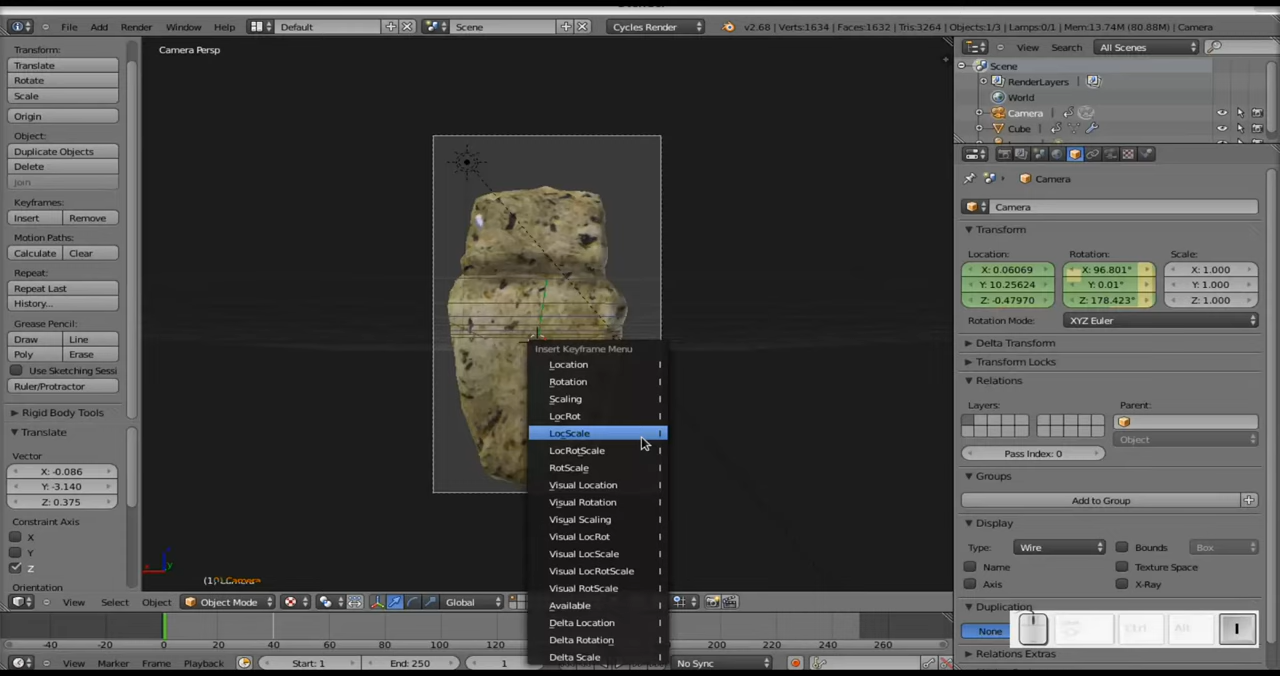 File Add Render Window Help Default Scene Cycles Render v2.68 | Verts:1634 | Faces:1632 | Tris:3264 | Objects:1/3 | Lamps:0/1 | Mem:13.74M (80.88M) | Camera
Transform:
Translate
Rotate
Scale
Origin
Object:
Duplicate Objects
Delete
Join
Keyframes:
Insert Remove
Motion Paths:
Calculate Clear
Repeat:
Repeat Last
History...
Grease Pencil:
Draw Line
Poly Erase
Use Sketching Sessi
Ruler/Protractor
Rigid Body Tools
Translate
Vector
X: -0.086
Y: -3.140
Z: 0.375
Constraint Axis
X
Y
Z
Orientation
Camera Persp
Insert Keyframe Menu
Location I
Rotation I
Scaling I
LocRot I
LocScale I
LocRotScale I
RotScale I
Visual Location I
Visual Rotation I
Visual Scaling I
Visual LocRot I
Visual LocScale I
Visual LocRotScale I
Visual RotScale I
Available I
Delta Location I
Delta Rotation I
Delta Scale I
View Select Object Object Mode Global
-40 -20 0 20 40 60 80 200 220 240 260 280
View Marker Frame Playback Start: 1 End: 250 1 No Sync
View Search All Scenes
Scene
RenderLayers
World
Camera
Cube
Camera
Camera
Transform
Location: Rotation: Scale:
X: 0.06069 X: 96.801° X: 1.000
Y: 10.25624 Y: 0.01° Y: 1.000
Z: -0.47970 Z: 178.423° Z: 1.000
Rotation Mode: XYZ Euler
Delta Transform
Transform Locks
Relations
Layers: Parent:
Object
Pass Index: 0
Groups
Add to Group
Display
Type: Wire Bounds Box
Name Texture Space
Axis X-Ray
Duplication
None
Ctrl Alt I
Relations Extras